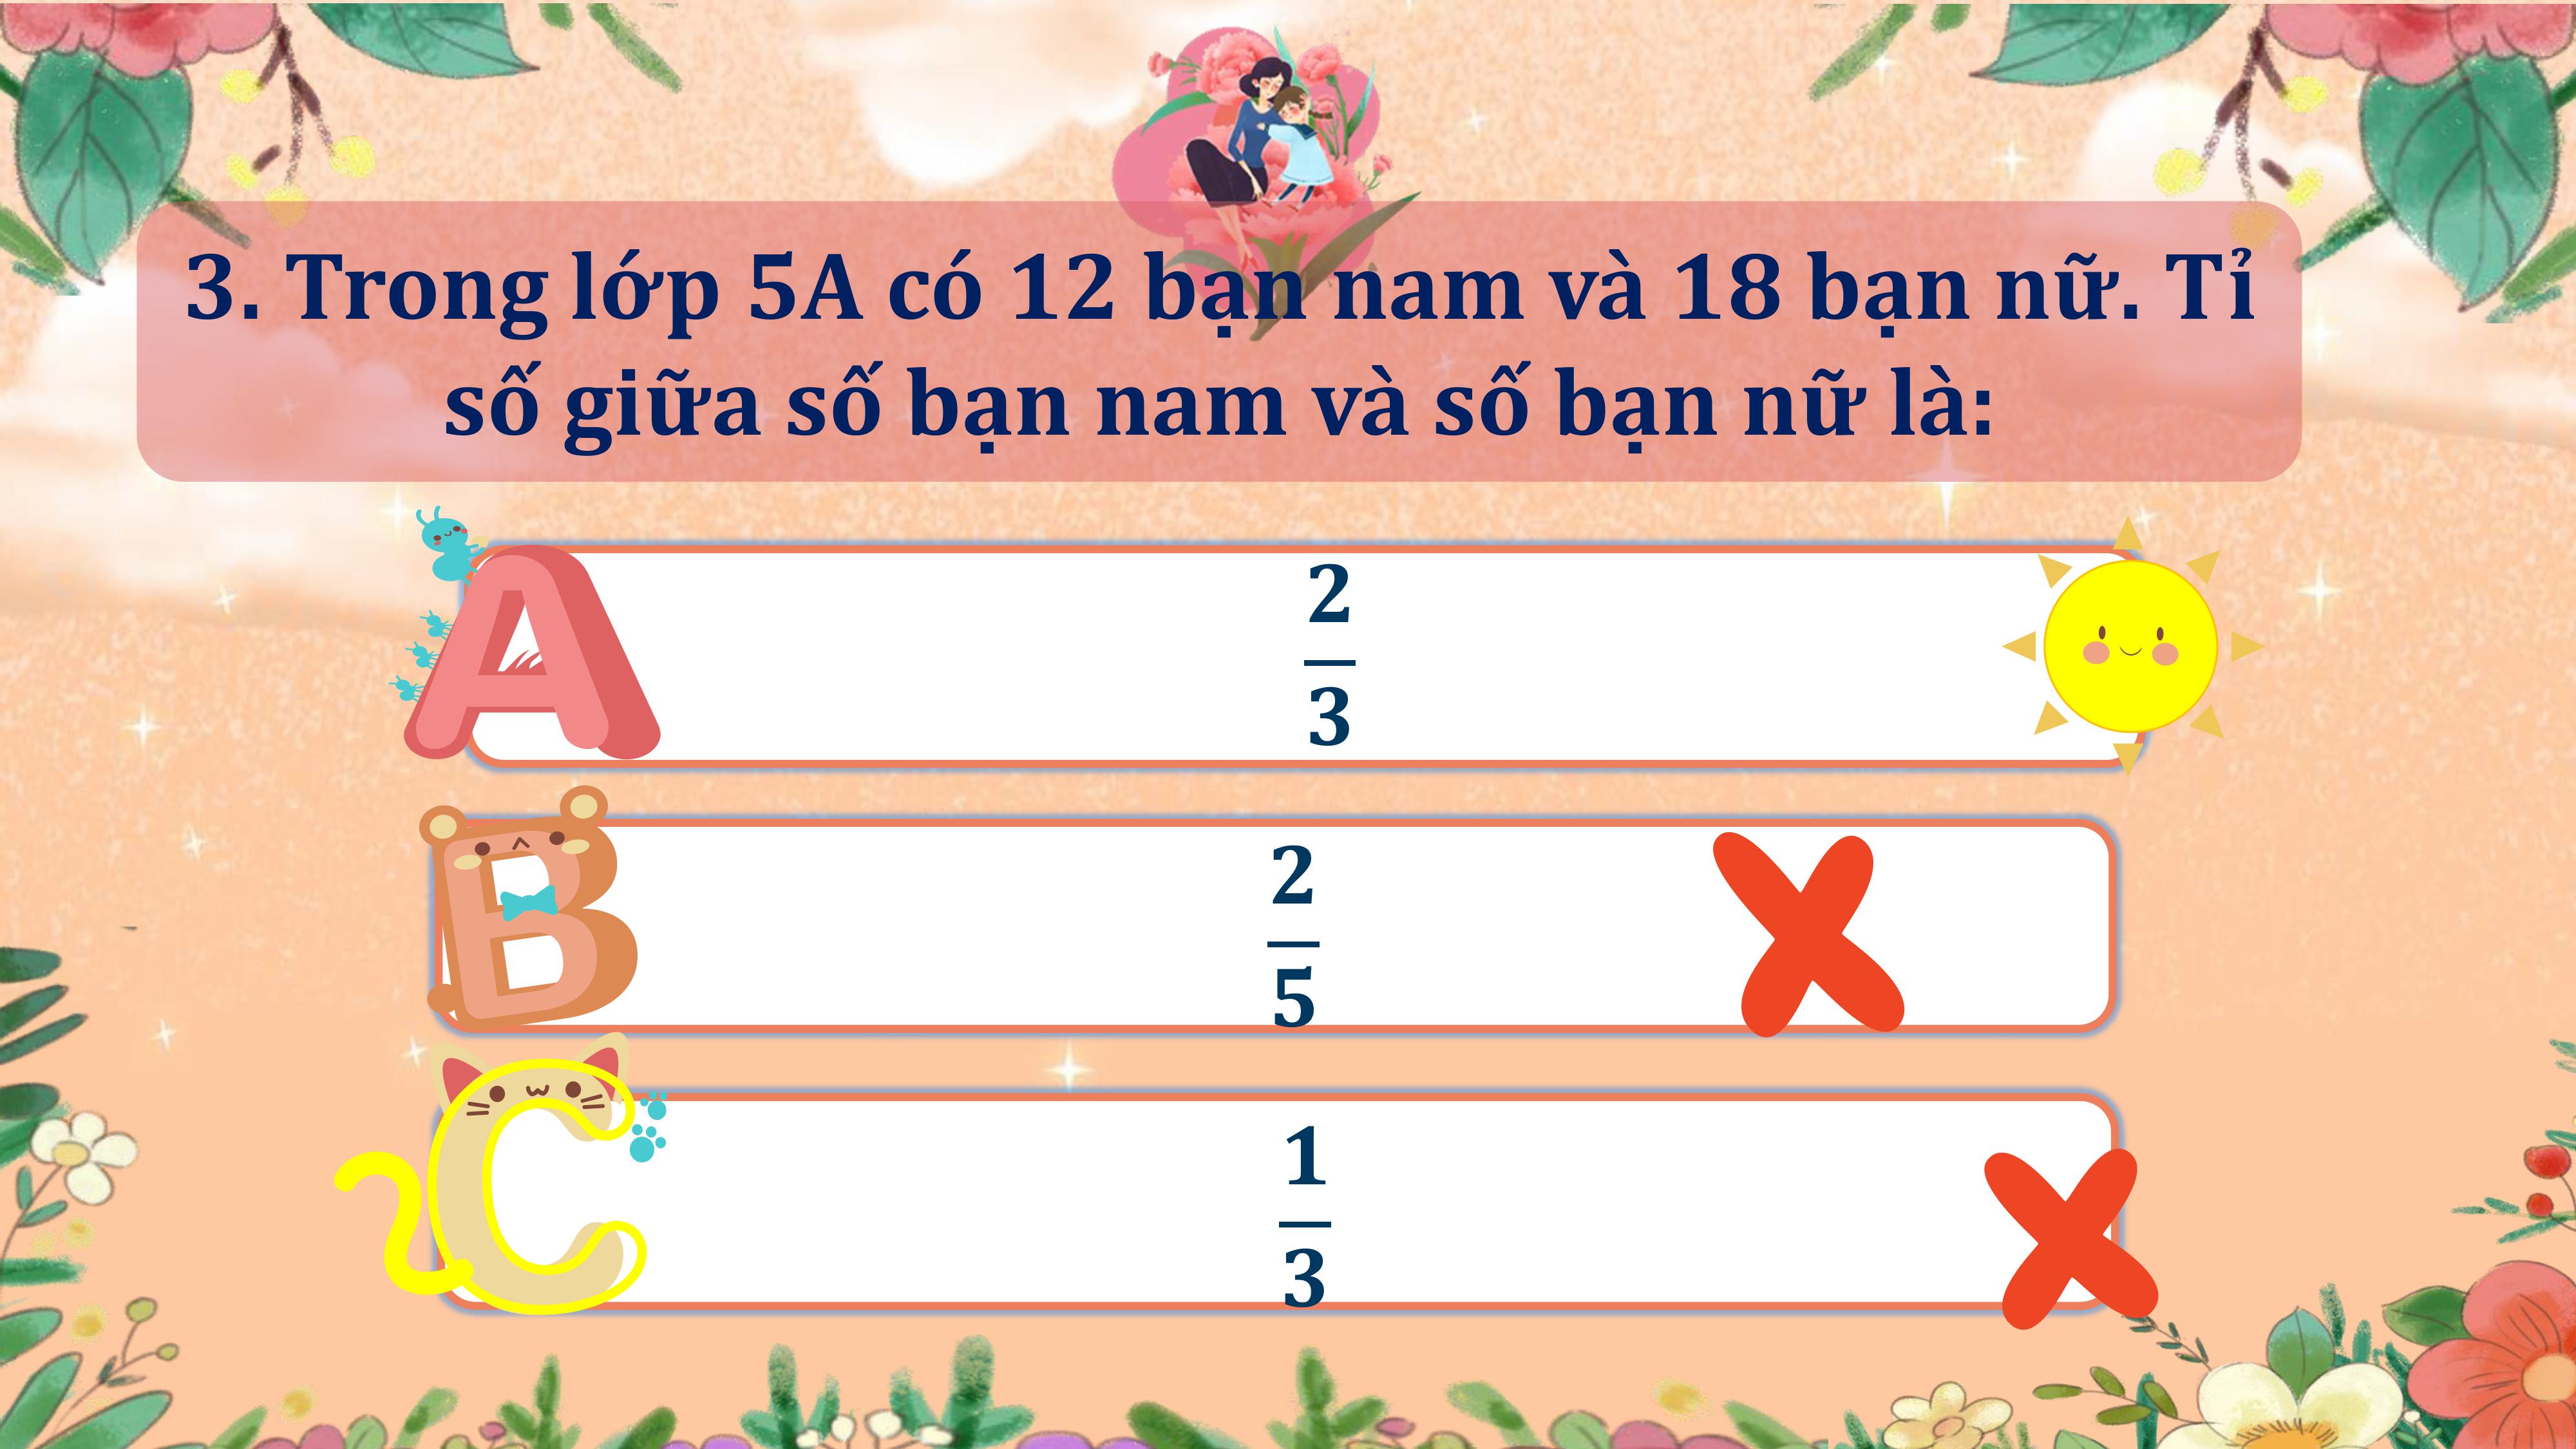 3. Trong lớp 5A có 12 bạn nam và 18 bạn nữ. Tỉ
số giữa số bạn nam và số bạn nữ là:
A
2
3
B
2
5
C
1
3